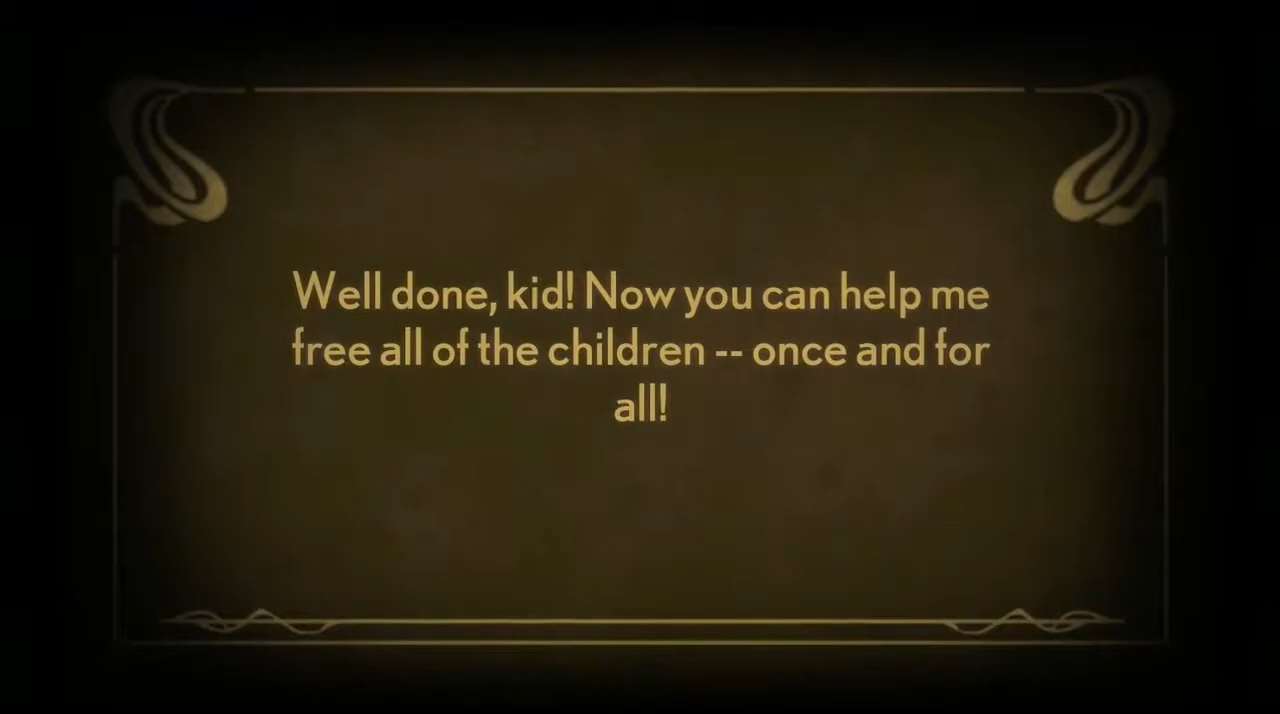 Well done, kid! Now you can help me
free all of the children -- once and for
all!